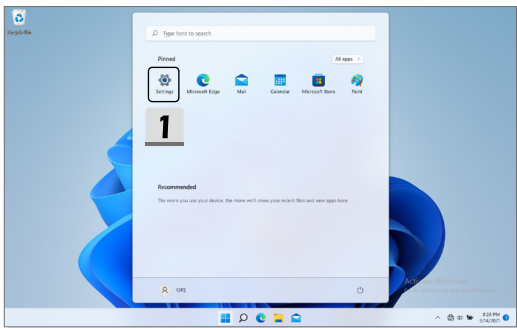 Recycle Bin
Type here to search
Pinned
All apps >
Settings
Microsoft Edge
Mail
Calendar
Microsoft Store
Paint
1
Recommended
The more you use your device, the more we'll show your recent files and new apps here.
Activate Windows
8:28 PM
5/14/2021